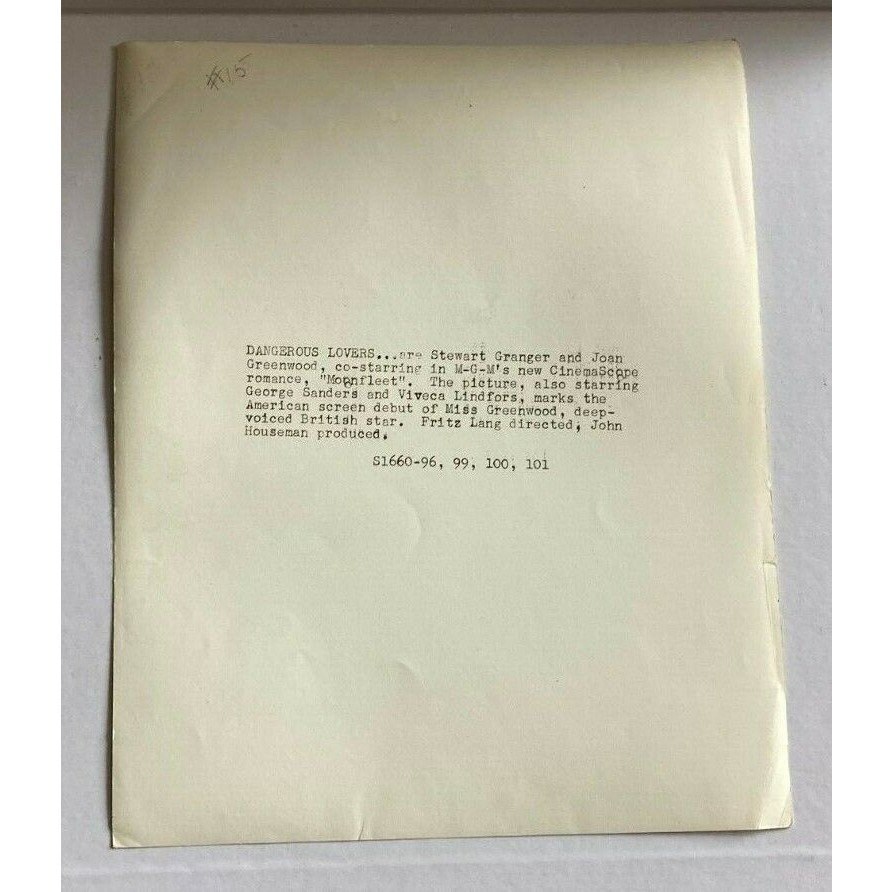 #15
DANGEROUS LOVERS...are Stewart Granger and Joan
Greenwood, co-starring in M-G-M's new CinemaScope
romance, "Moonfleet". The picture, also starring
George Sanders and Viveca Lindfors, marks the
American screen debut of Miss Greenwood, deep-
voiced British star. Fritz Lang directed; John
Houseman produced.
S1660-96, 99, 100, 101